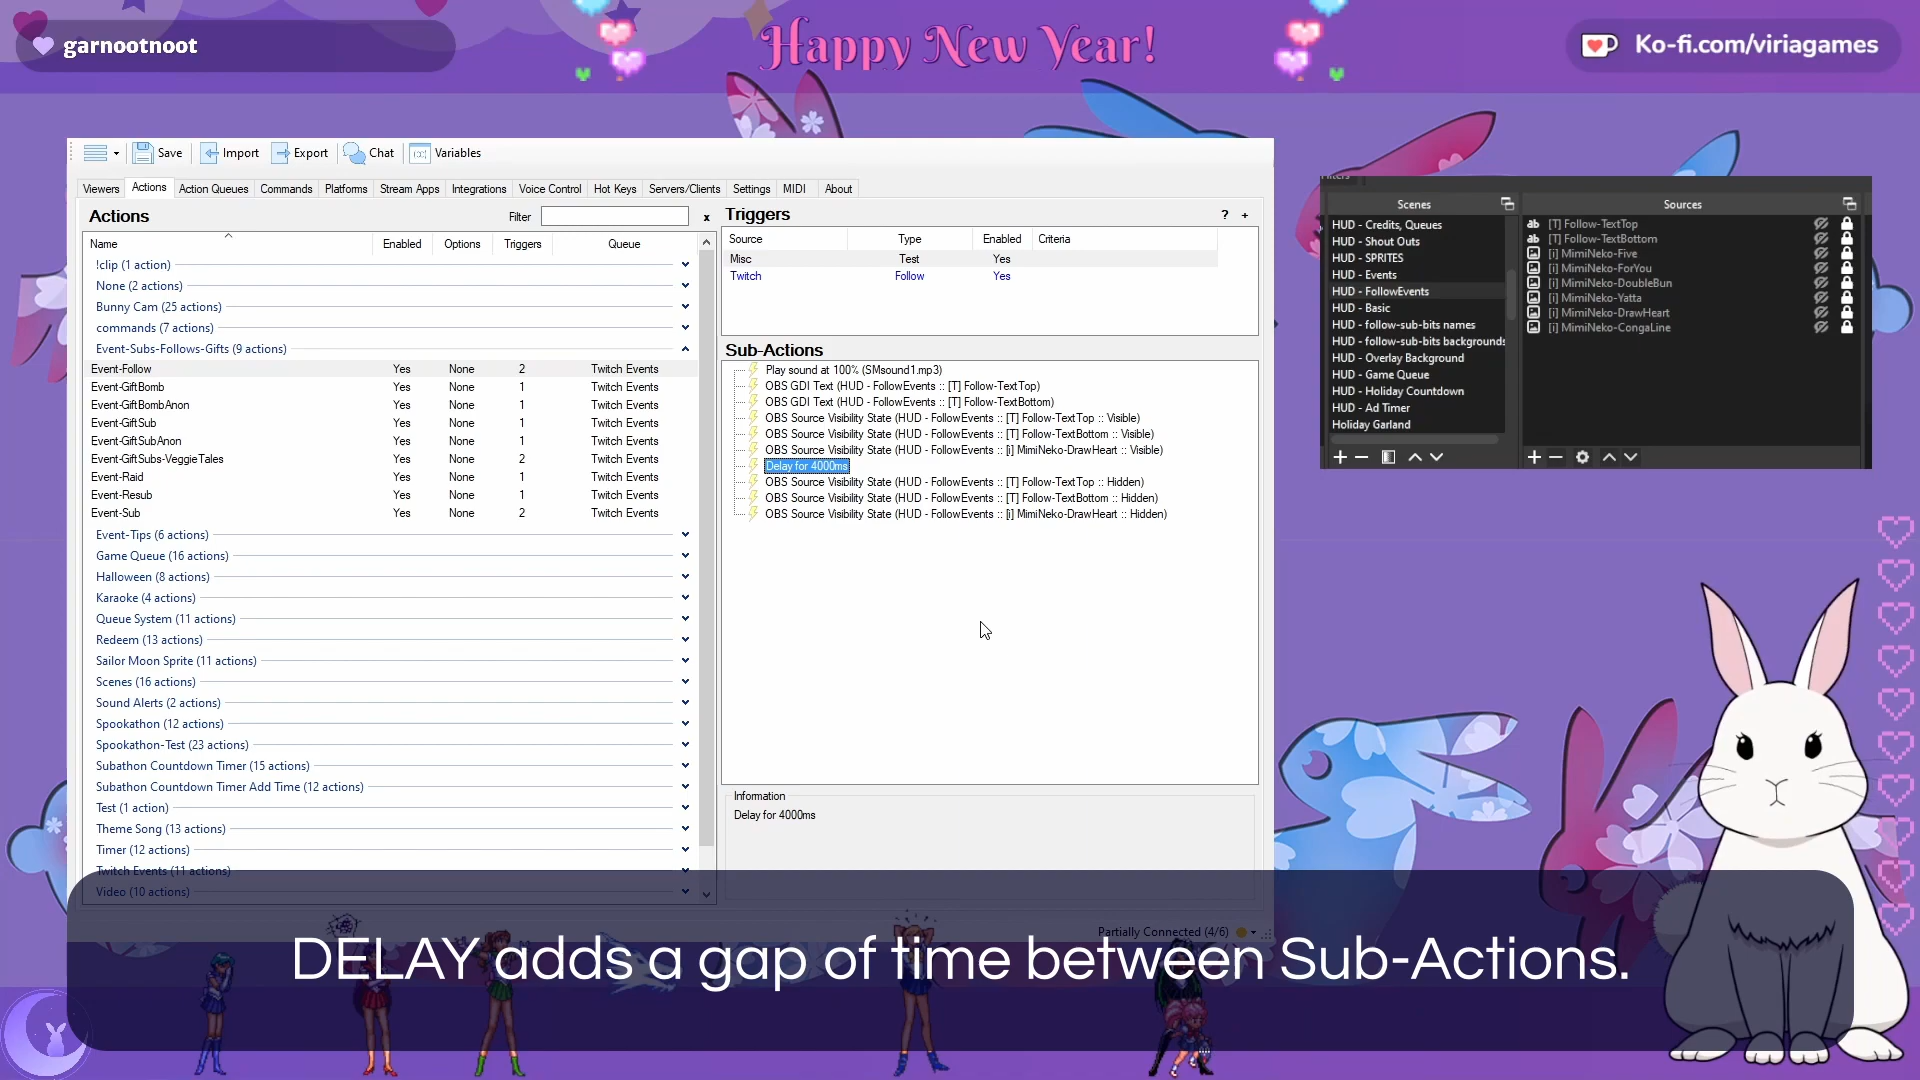 garnootnoot
Happy New Year!
Ko-fi.com/viriagames
Save
Import
Export
Chat
Variables
Viewers
Actions
Action Queues
Commands
Platforms
Stream Apps
Integrations
Voice Control
Hot Keys
Servers/Clients
Settings
MIDI
About
Actions
Filter
x
Name
Enabled
Options
Triggers
Queue
!clip (1 action)
None (2 actions)
Bunny Cam (25 actions)
commands (7 actions)
Event-Subs-Follows-Gifts (9 actions)
Event-Follow Yes None 2 Twitch Events
Event-GiftBomb Yes None 1 Twitch Events
Event-GiftBombAnon Yes None 1 Twitch Events
Event-GiftSub Yes None 1 Twitch Events
Event-GiftSubAnon Yes None 1 Twitch Events
Event-GiftSubs-VeggieTales Yes None 2 Twitch Events
Event-Raid Yes None 1 Twitch Events
Event-Resub Yes None 1 Twitch Events
Event-Sub Yes None 2 Twitch Events
Event-Tips (6 actions)
Game Queue (16 actions)
Halloween (8 actions)
Karaoke (4 actions)
Queue System (11 actions)
Redeem (13 actions)
Sailor Moon Sprite (11 actions)
Scenes (16 actions)
Sound Alerts (2 actions)
Spookathon (12 actions)
Spookathon-Test (23 actions)
Subathon Countdown Timer (15 actions)
Subathon Countdown Timer Add Time (12 actions)
Test (1 action)
Theme Song (13 actions)
Timer (12 actions)
Twitch Events (11 actions)
Video (10 actions)
Triggers
? +
Source Type Enabled Criteria
Misc Test Yes
Twitch Follow Yes
Sub-Actions
Play sound at 100% (SMsound1.mp3)
OBS GDI Text (HUD - FollowEvents :: [T] Follow-TextTop)
OBS GDI Text (HUD - FollowEvents :: [T] Follow-TextBottom)
OBS Source Visibility State (HUD - FollowEvents :: [T] Follow-TextTop :: Visible)
OBS Source Visibility State (HUD - FollowEvents :: [T] Follow-TextBottom :: Visible)
OBS Source Visibility State (HUD - FollowEvents :: [i] MimiNeko-DrawHeart :: Visible)
Delay for 4000ms
OBS Source Visibility State (HUD - FollowEvents :: [T] Follow-TextTop :: Hidden)
OBS Source Visibility State (HUD - FollowEvents :: [T] Follow-TextBottom :: Hidden)
OBS Source Visibility State (HUD - FollowEvents :: [i] MimiNeko-DrawHeart :: Hidden)
Information
Delay for 4000ms
Partially Connected (4/6)
Scenes
HUD - Credits, Queues
HUD - Shout Outs
HUD - SPRITES
HUD - Events
HUD - FollowEvents
HUD - Basic
HUD - follow-sub-bits names
HUD - follow-sub-bits backgrounds
HUD - Overlay Background
HUD - Game Queue
HUD - Holiday Countdown
HUD - Ad Timer
Holiday Garland
Sources
ab [T] Follow-TextTop
ab [T] Follow-TextBottom
[i] MimiNeko-Five
[i] MimiNeko-ForYou
[i] MimiNeko-DoubleBun
[i] MimiNeko-Yatta
[i] MimiNeko-DrawHeart
[i] MimiNeko-CongaLine
DELAY adds a gap of time between Sub-Actions.